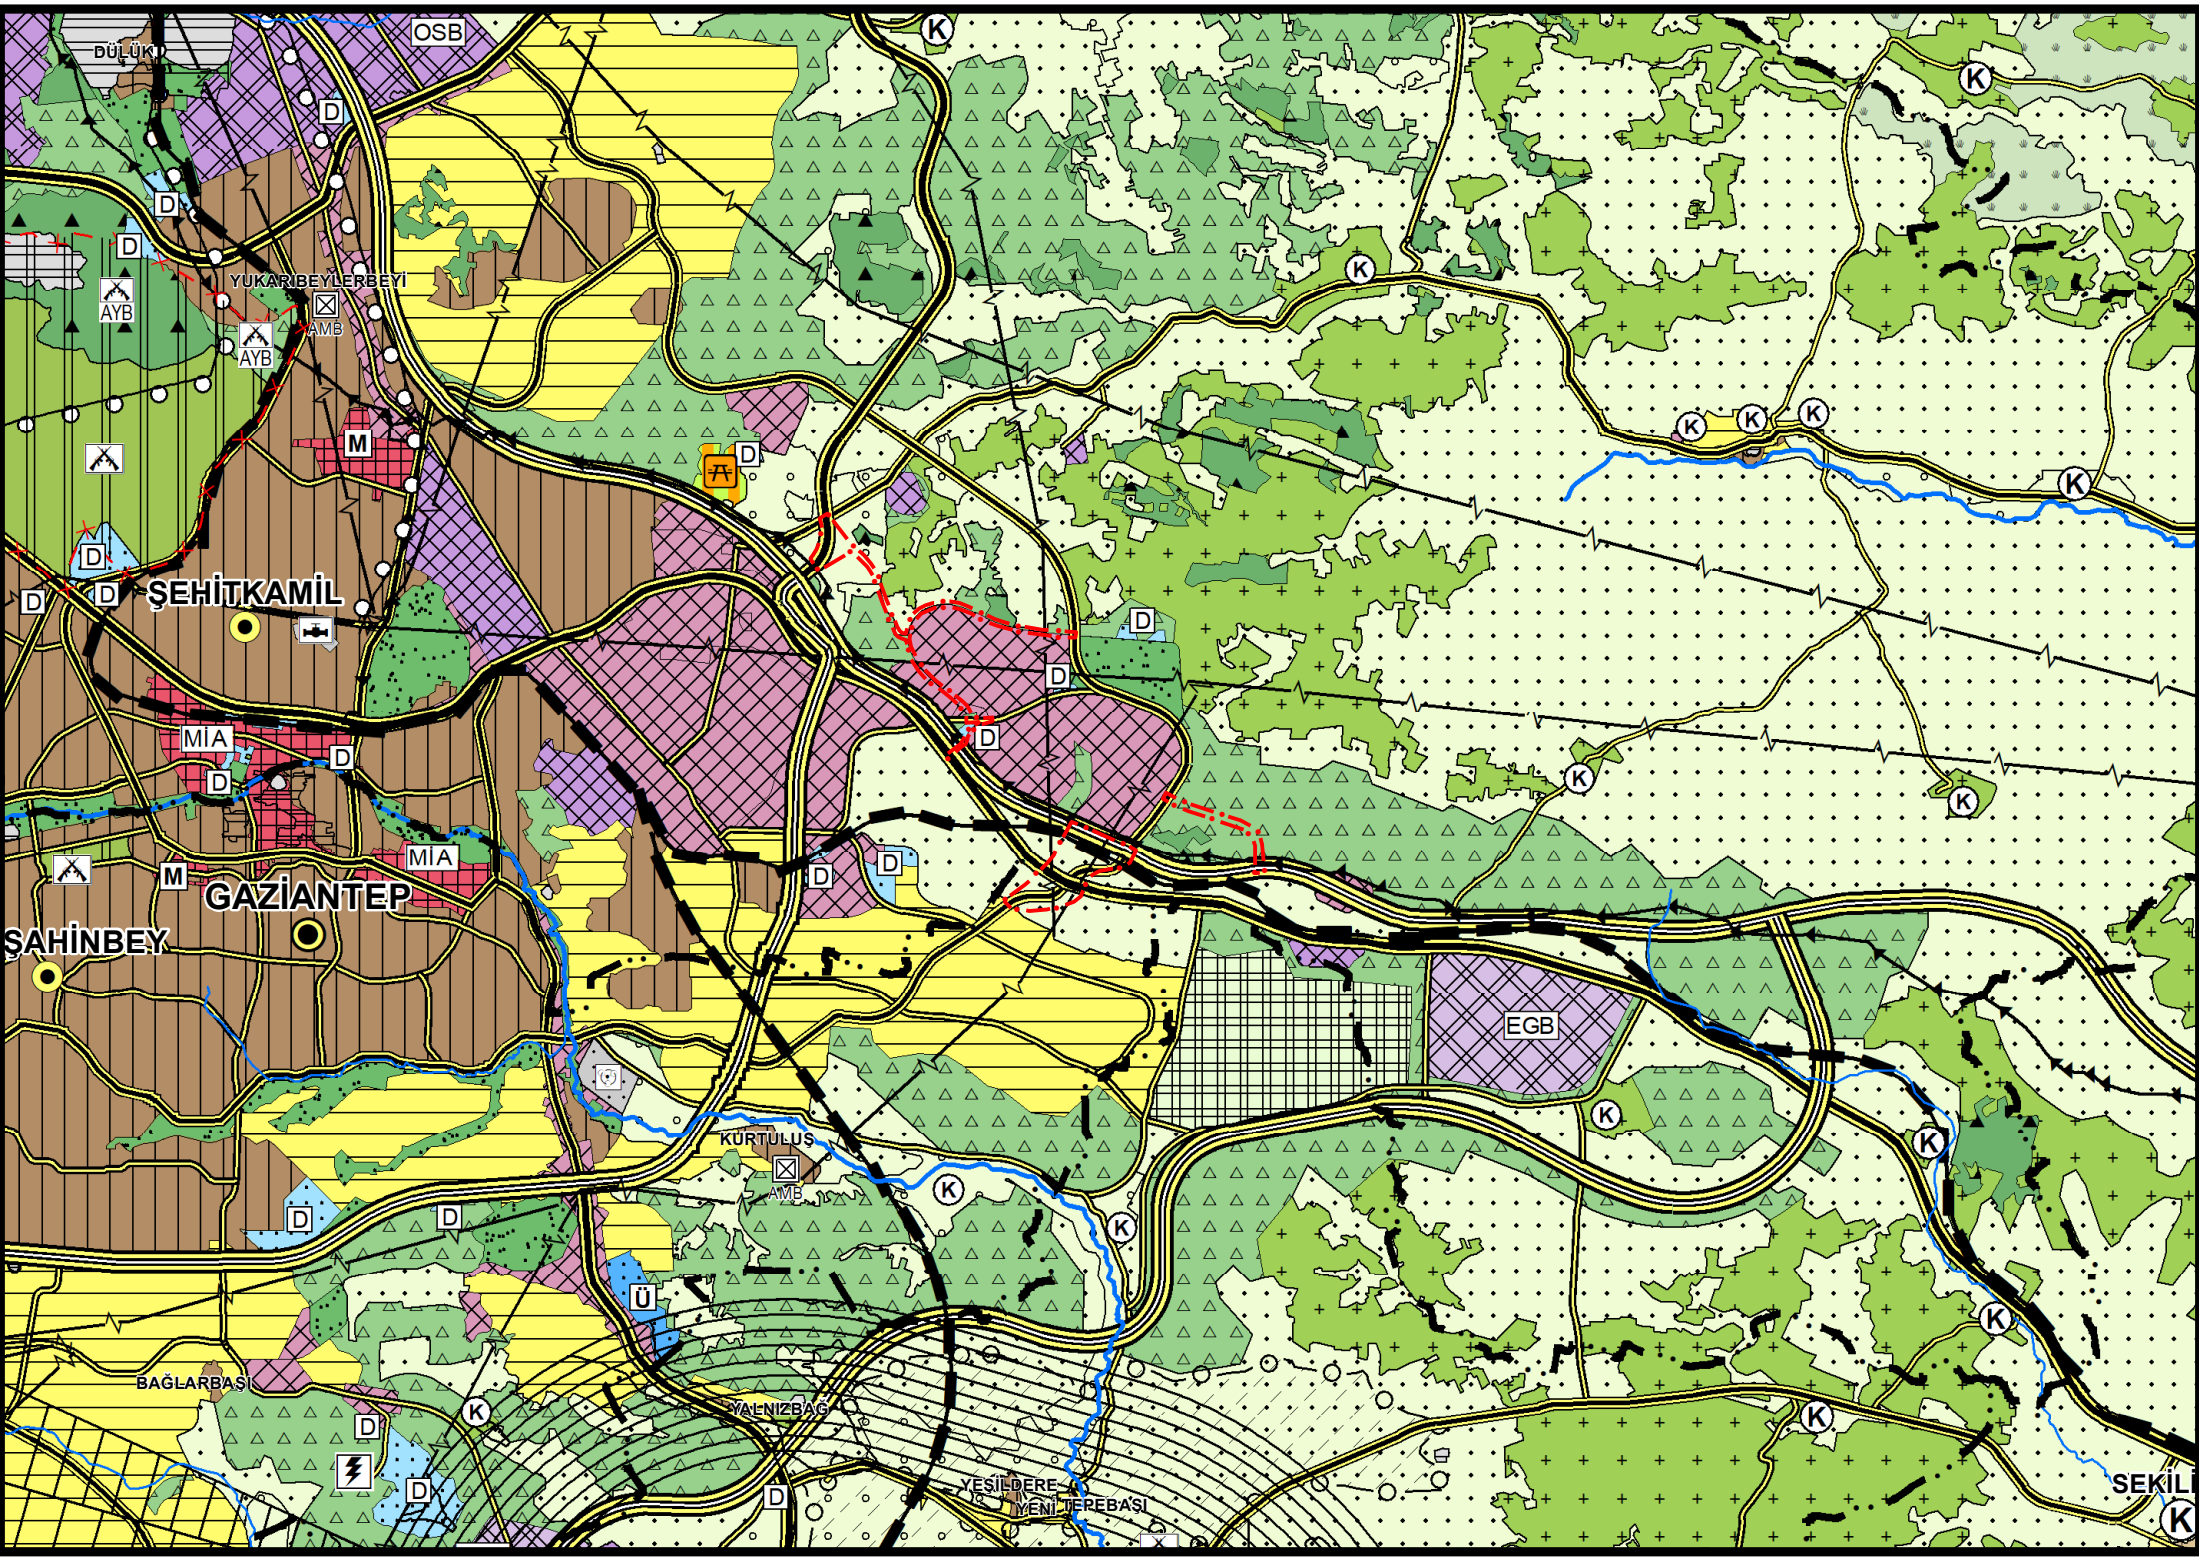 OSB
K
DÜLÜK
K
D
D
D
K
YUKARIBEYLERBEYİ
AYB
AMB
AYB
K
K
K
M
D
K
D
D
D
ŞEHİTKAMİL
D
D
MİA
D
D
D
K
K
MİA
D
D
M
GAZİANTEP
ŞAHİNBEY
EGB
K
KURTULUŞ
K
AMB
K
D
D
K
Ü
K
BAĞLARBAŞI
YALNIZBAĞ
K
K
D
YEŞİLDERE
SEKİLİ
D
D
YENİ
TEPEBAŞI
K